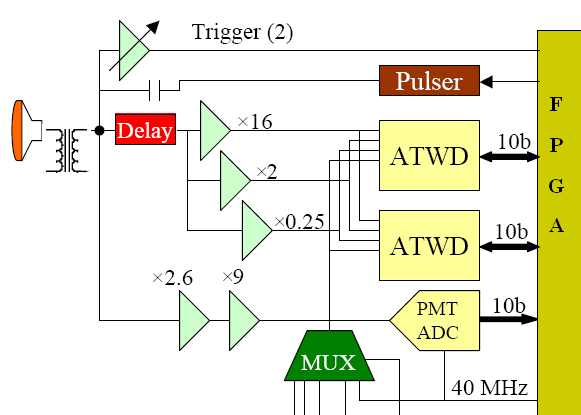 Trigger (2)
Pulser
Delay
×16
ATWD
10b
×2
×0.25
ATWD
10b
×2.6
×9
PMT
ADC
10b
MUX
40 MHz
F
P
G
A